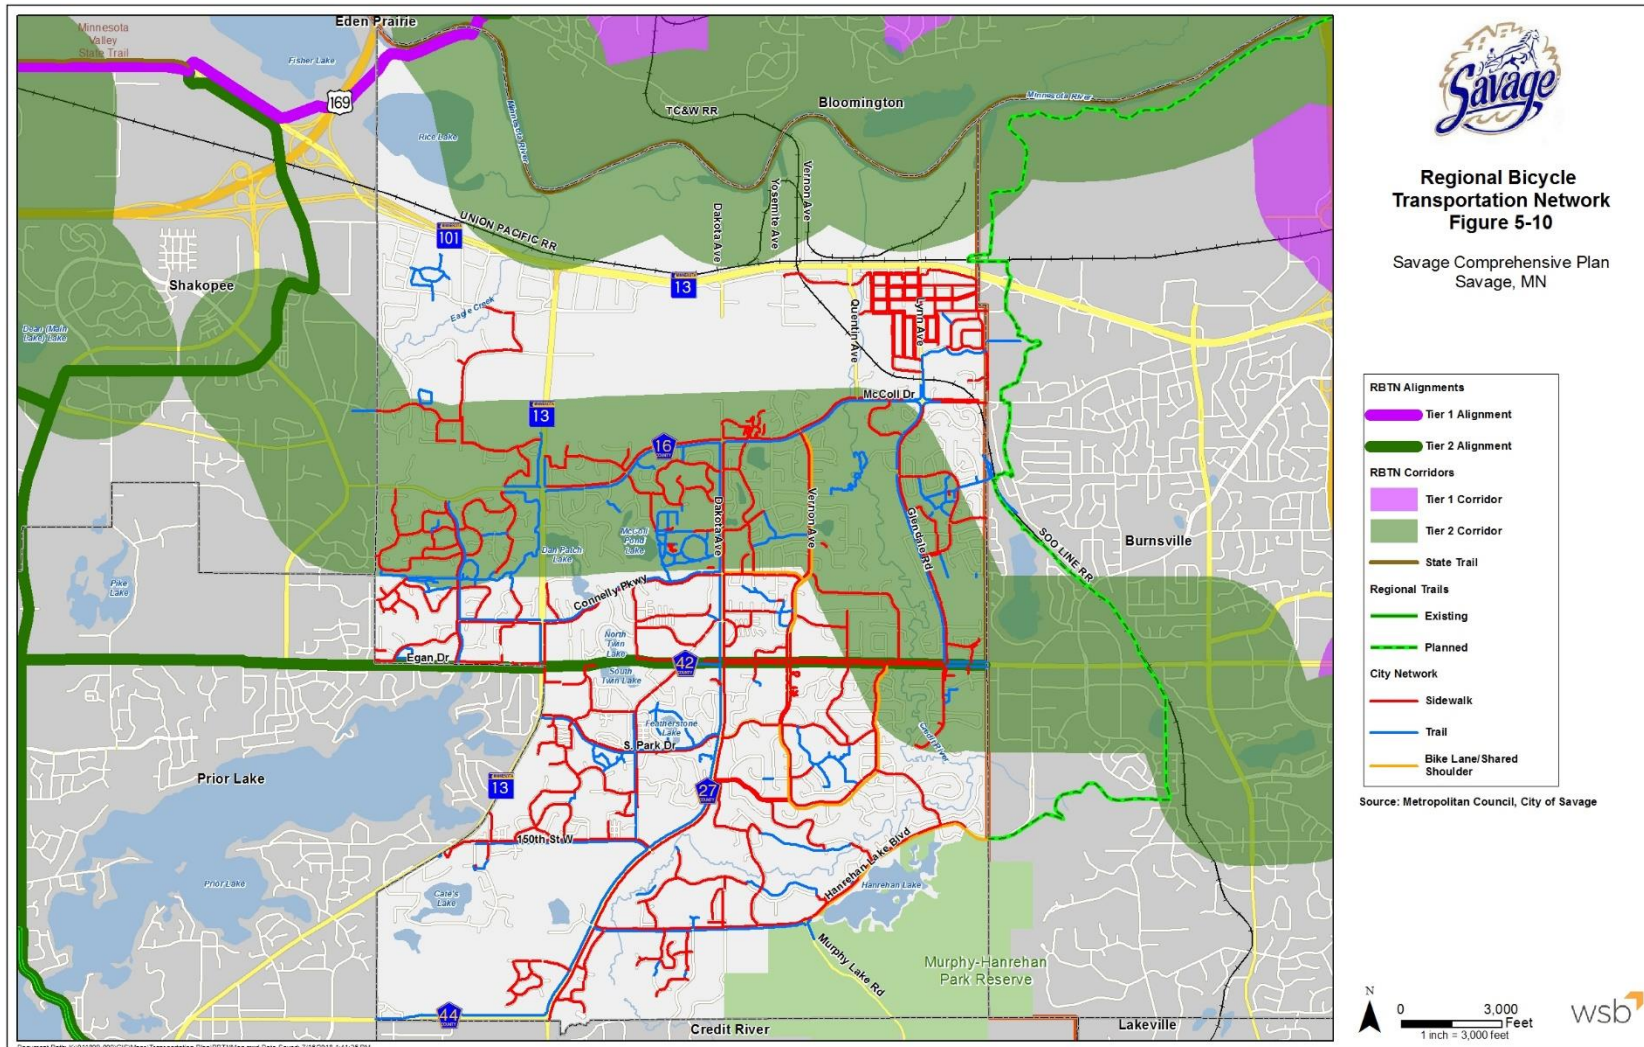 Eden Prairie
Minnesota
Valley
State Trail
Fisher Lake
169
Rice Lake
Minnesota River
TC&W RR
Bloomington
Minnesota River
Yosemite Ave
Vernon Ave
Dakota Ave
UNION PACIFIC RR
101
13
Shakopee
Eagle Creek
Quentin Ave
Lynn Ave
McColl Dr
13
16
COUNTY
Dakota Ave
Vernon Ave
Glendale Rd
McColl
Pond
Lake
Dan Patch
Lake
SOO LINE RR
Burnsville
Pike
Lake
Connelly Pkwy
North
Twin
Lake
Egan Dr
42
South
Twin Lake
Featherstone
Lake
S. Park Dr
Credit River
Prior Lake
13
27
COUNTY
150th St W
Prior Lake
Cate's
Lake
Hanrehan Lake Blvd
Hanrehan Lake
Murphy Lake Rd
Murphy-Hanrehan
Park Reserve
44
COUNTY
Credit River
Lakeville
Savage
Regional Bicycle
Transportation Network
Figure 5-10
Savage Comprehensive Plan
Savage, MN
RBTN Alignments
Tier 1 Alignment
Tier 2 Alignment
RBTN Corridors
Tier 1 Corridor
Tier 2 Corridor
State Trail
Regional Trails
Existing
Planned
City Network
Sidewalk
Trail
Bike Lane/Shared
Shoulder
Source: Metropolitan Council, City of Savage
N
0 3,000
Feet
1 inch = 3,000 feet
wsb